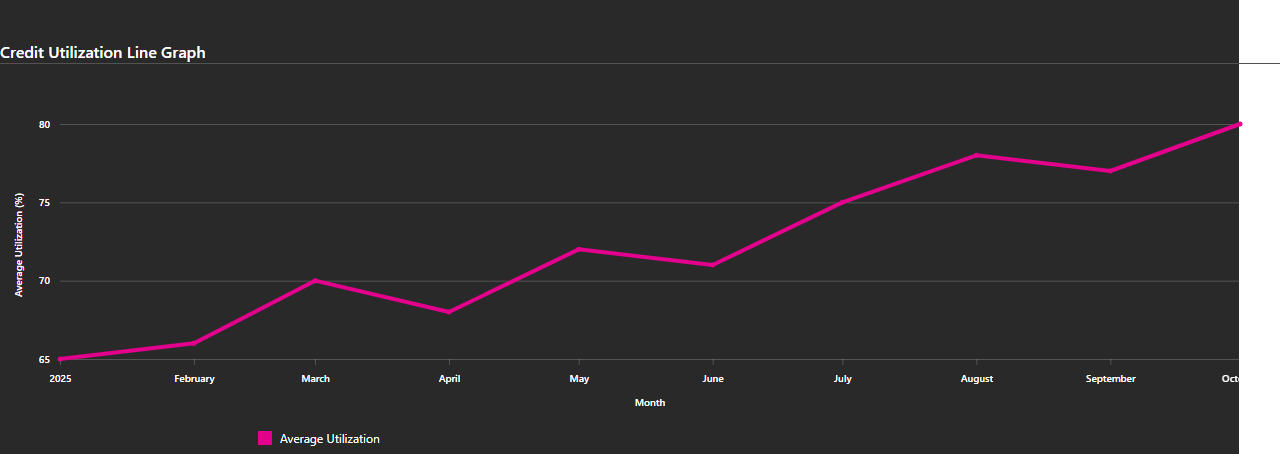 Credit Utilization Line Graph
80
75
70
65
Average Utilization (%)
2025 February March April May June July August September
Month
Average Utilization